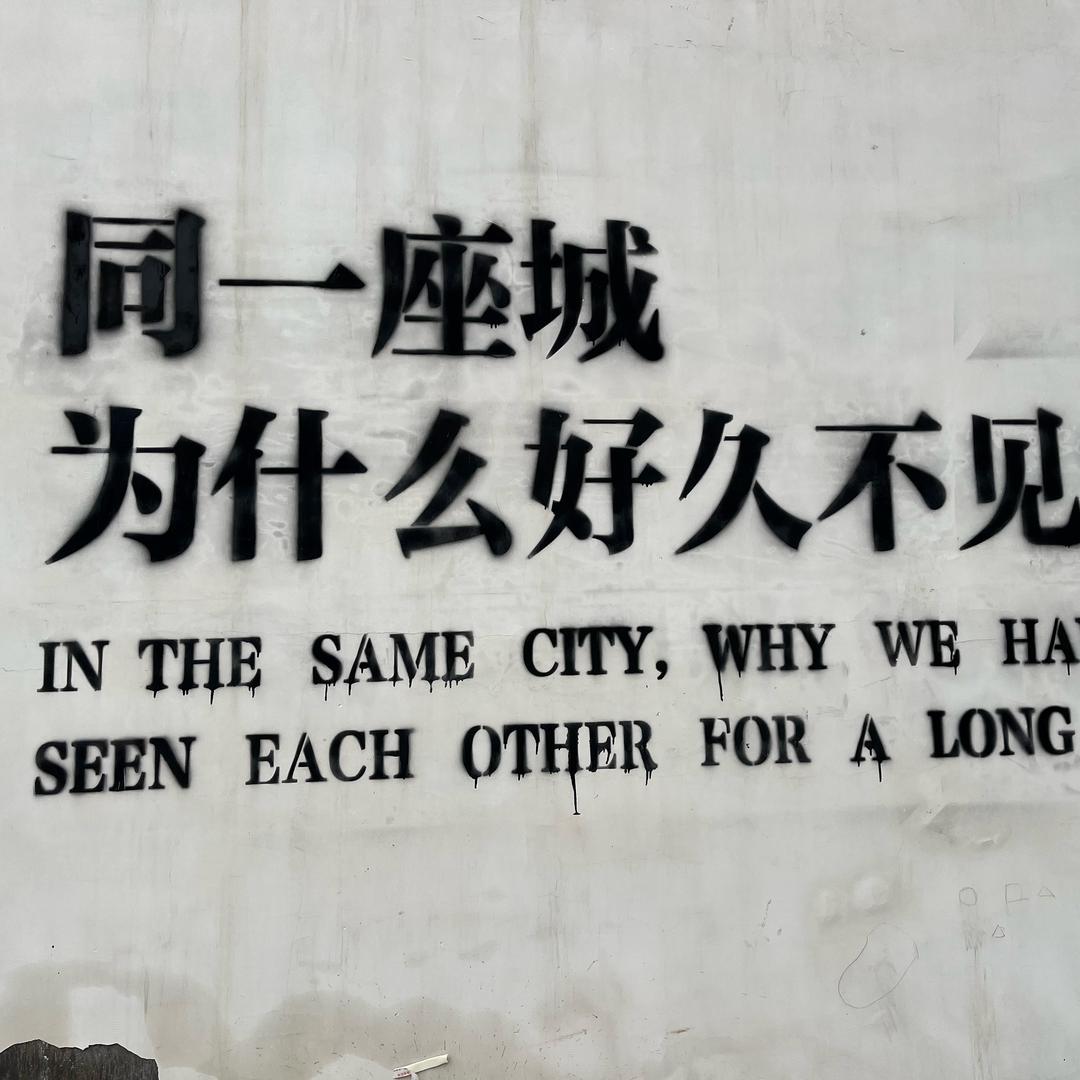 同一座城
为什么好久不见
IN THE SAME CITY, WHY WE HA
SEEN EACH OTHER FOR A LONG